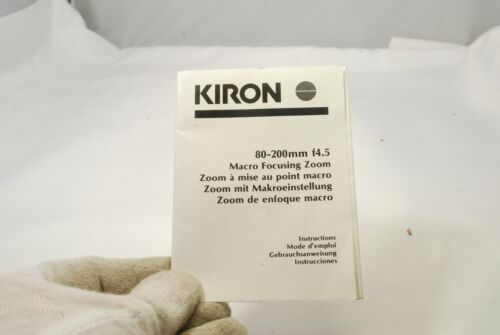 KIRON
80-200mm f4.5
Macro Focusing Zoom
Zoom à mise au point macro
Zoom mit Makroeinstellung
Zoom de enfoque macro
Instructions
Mode d'emploi
Gebrauchsanweisung
Instrucciones